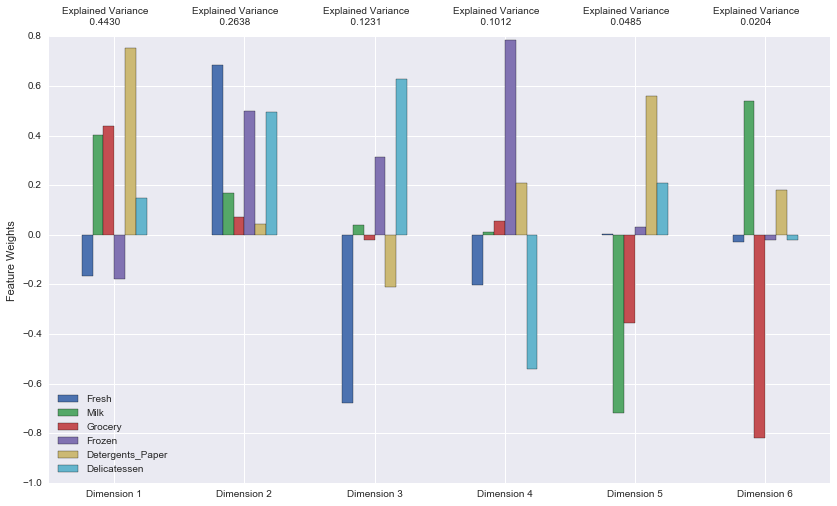 Explained Variance
0.4430
Explained Variance
0.2638
Explained Variance
0.1231
Explained Variance
0.1012
Explained Variance
0.0485
Explained Variance
0.0204
0.8
0.6
0.4
0.2
0.0
−0.2
−0.4
−0.6
−0.8
−1.0
Feature Weights
Fresh
Milk
Grocery
Frozen
Detergents_Paper
Delicatessen
Dimension 1
Dimension 2
Dimension 3
Dimension 4
Dimension 5
Dimension 6